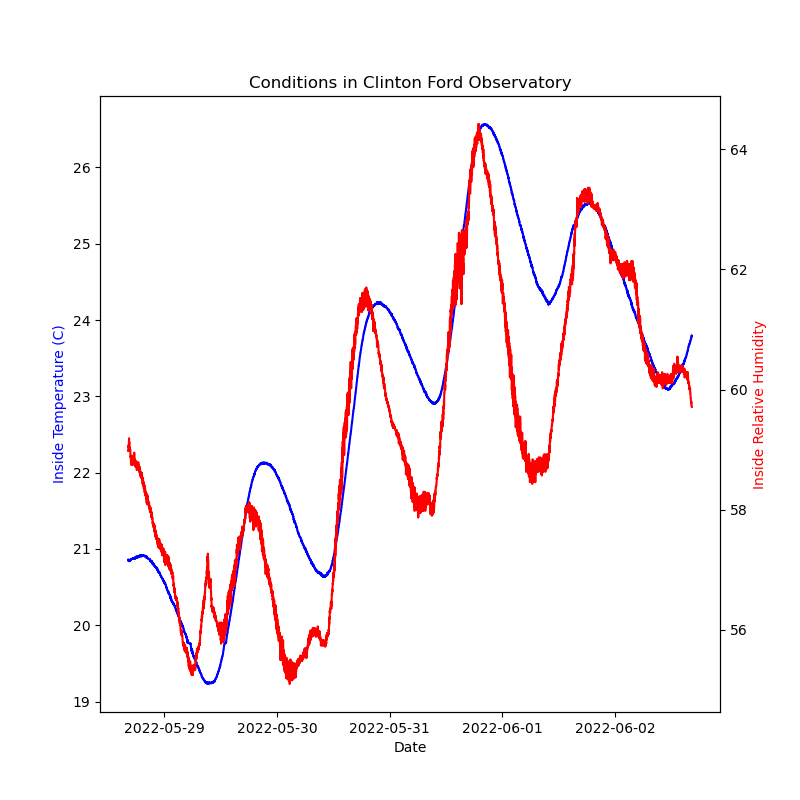 Conditions in Clinton Ford Observatory
26
25
24
23
22
21
20
19
Inside Temperature (C)
64
62
60
58
56
Inside Relative Humidity
2022-05-29 2022-05-30 2022-05-31 2022-06-01 2022-06-02
Date